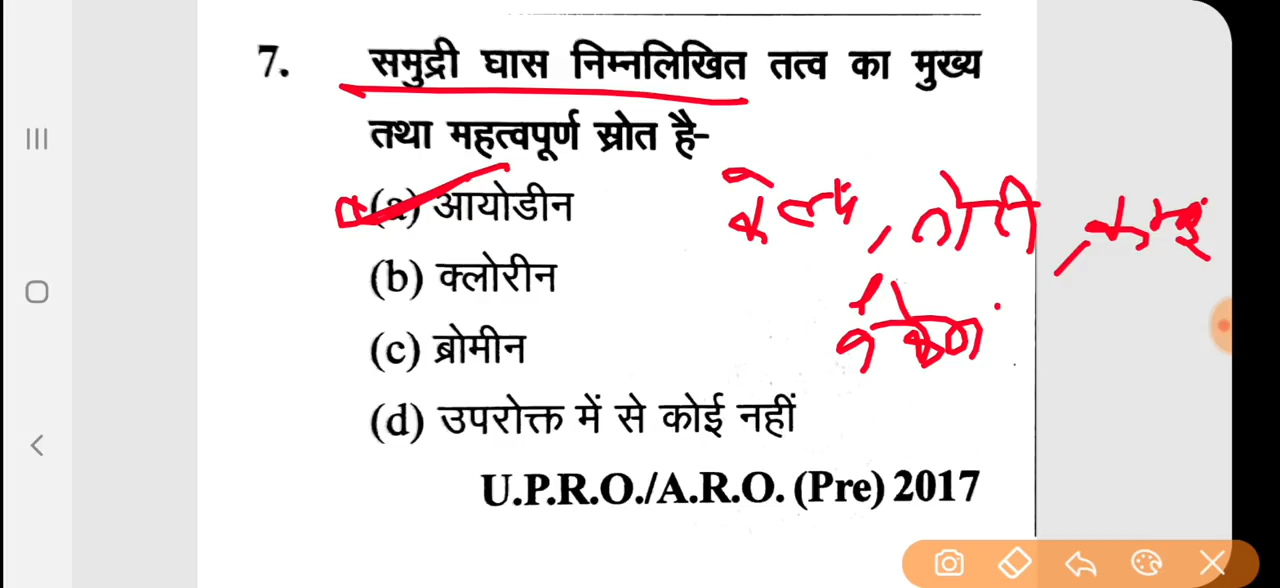 7. समुद्री घास निम्नलिखित तत्व का मुख्य
तथा महत्वपूर्ण स्रोत है-
(a) आयोडीन
(b) क्लोरीन
(c) ब्रोमीन
(d) उपरोक्त में से कोई नहीं
U.P.R.O./A.R.O. (Pre) 2017